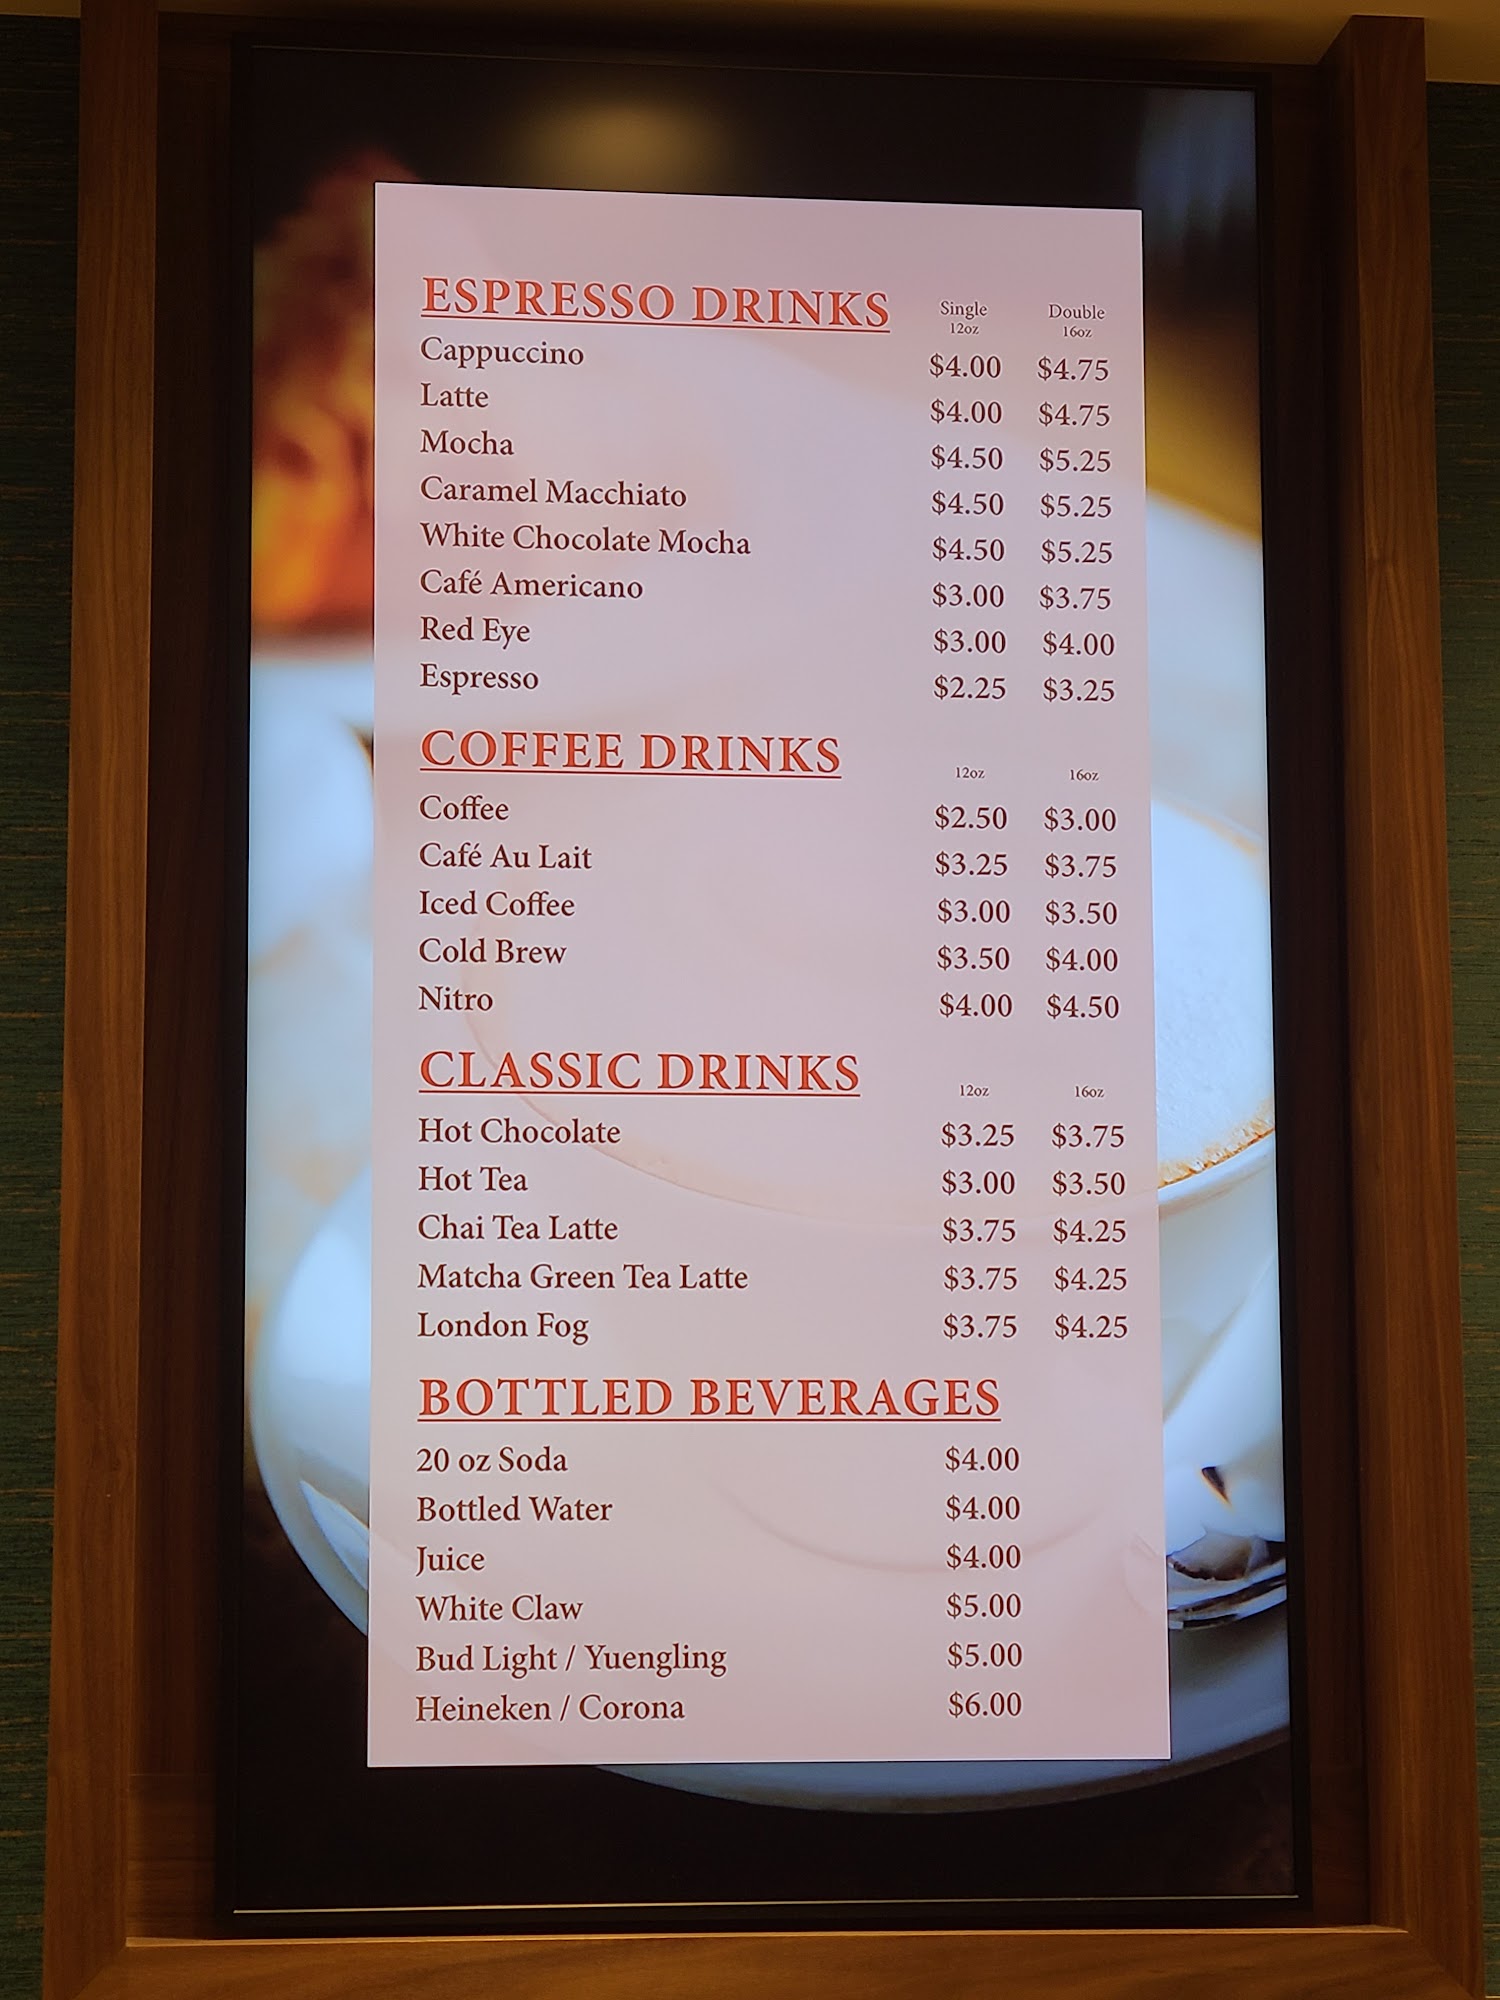 ESPRESSO DRINKS Single Double
12oz 16oz
Cappuccino $4.00 $4.75
Latte $4.00 $4.75
Mocha $4.50 $5.25
Caramel Macchiato $4.50 $5.25
White Chocolate Mocha $4.50 $5.25
Café Americano $3.00 $3.75
Red Eye $3.00 $4.00
Espresso $2.25 $3.25
COFFEE DRINKS 12oz 16oz
Coffee $2.50 $3.00
Café Au Lait $3.25 $3.75
Iced Coffee $3.00 $3.50
Cold Brew $3.50 $4.00
Nitro $4.00 $4.50
CLASSIC DRINKS 12oz 16oz
Hot Chocolate $3.25 $3.75
Hot Tea $3.00 $3.50
Chai Tea Latte $3.75 $4.25
Matcha Green Tea Latte $3.75 $4.25
London Fog $3.75 $4.25
BOTTLED BEVERAGES
20 oz Soda $4.00
Bottled Water $4.00
Juice $4.00
White Claw $5.00
Bud Light / Yuengling $5.00
Heineken / Corona $6.00